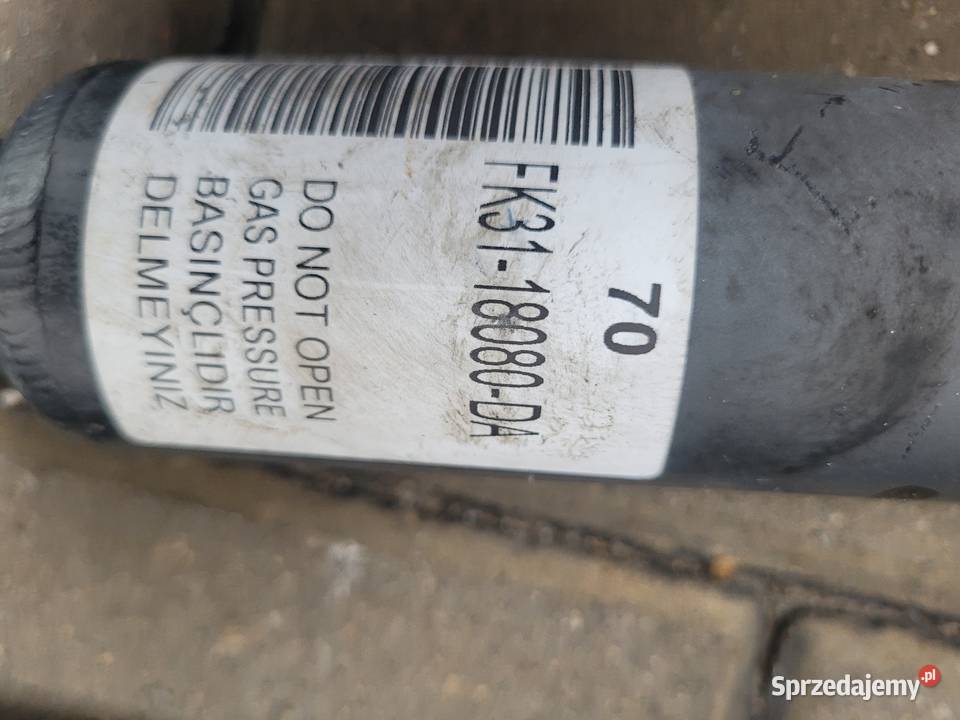 70
FK31-18080-DA
DO NOT OPEN
GAS PRESSURE
BASINÇLIDIR
DELMEYINIZ
Sprzedajemy.pl